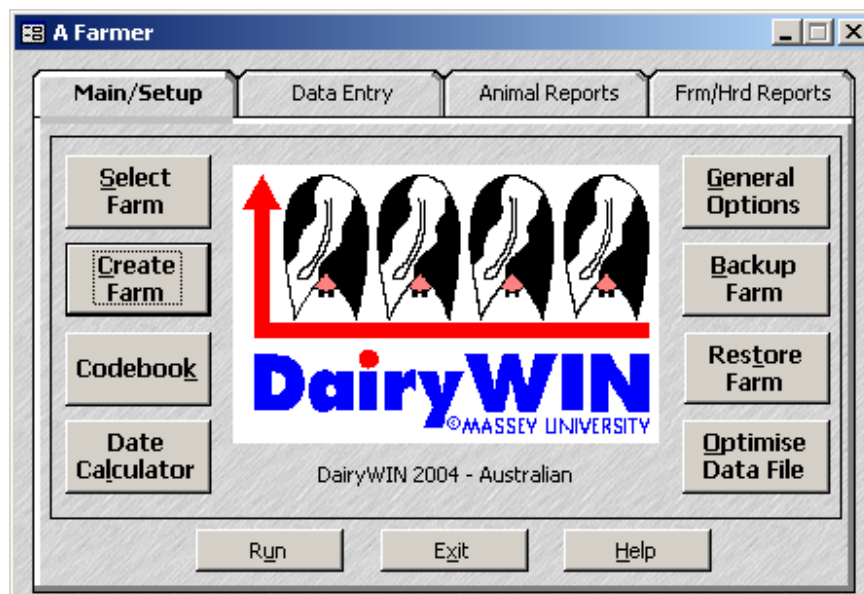 A Farmer
Main/Setup
Data Entry
Animal Reports
Frm/Hrd Reports
Select
Farm
Create
Farm
Codebook
Date
Calculator
DairyWIN
©MASSEY UNIVERSITY
DairyWIN 2004 - Australian
General
Options
Backup
Farm
Restore
Farm
Optimise
Data File
Run
Exit
Help